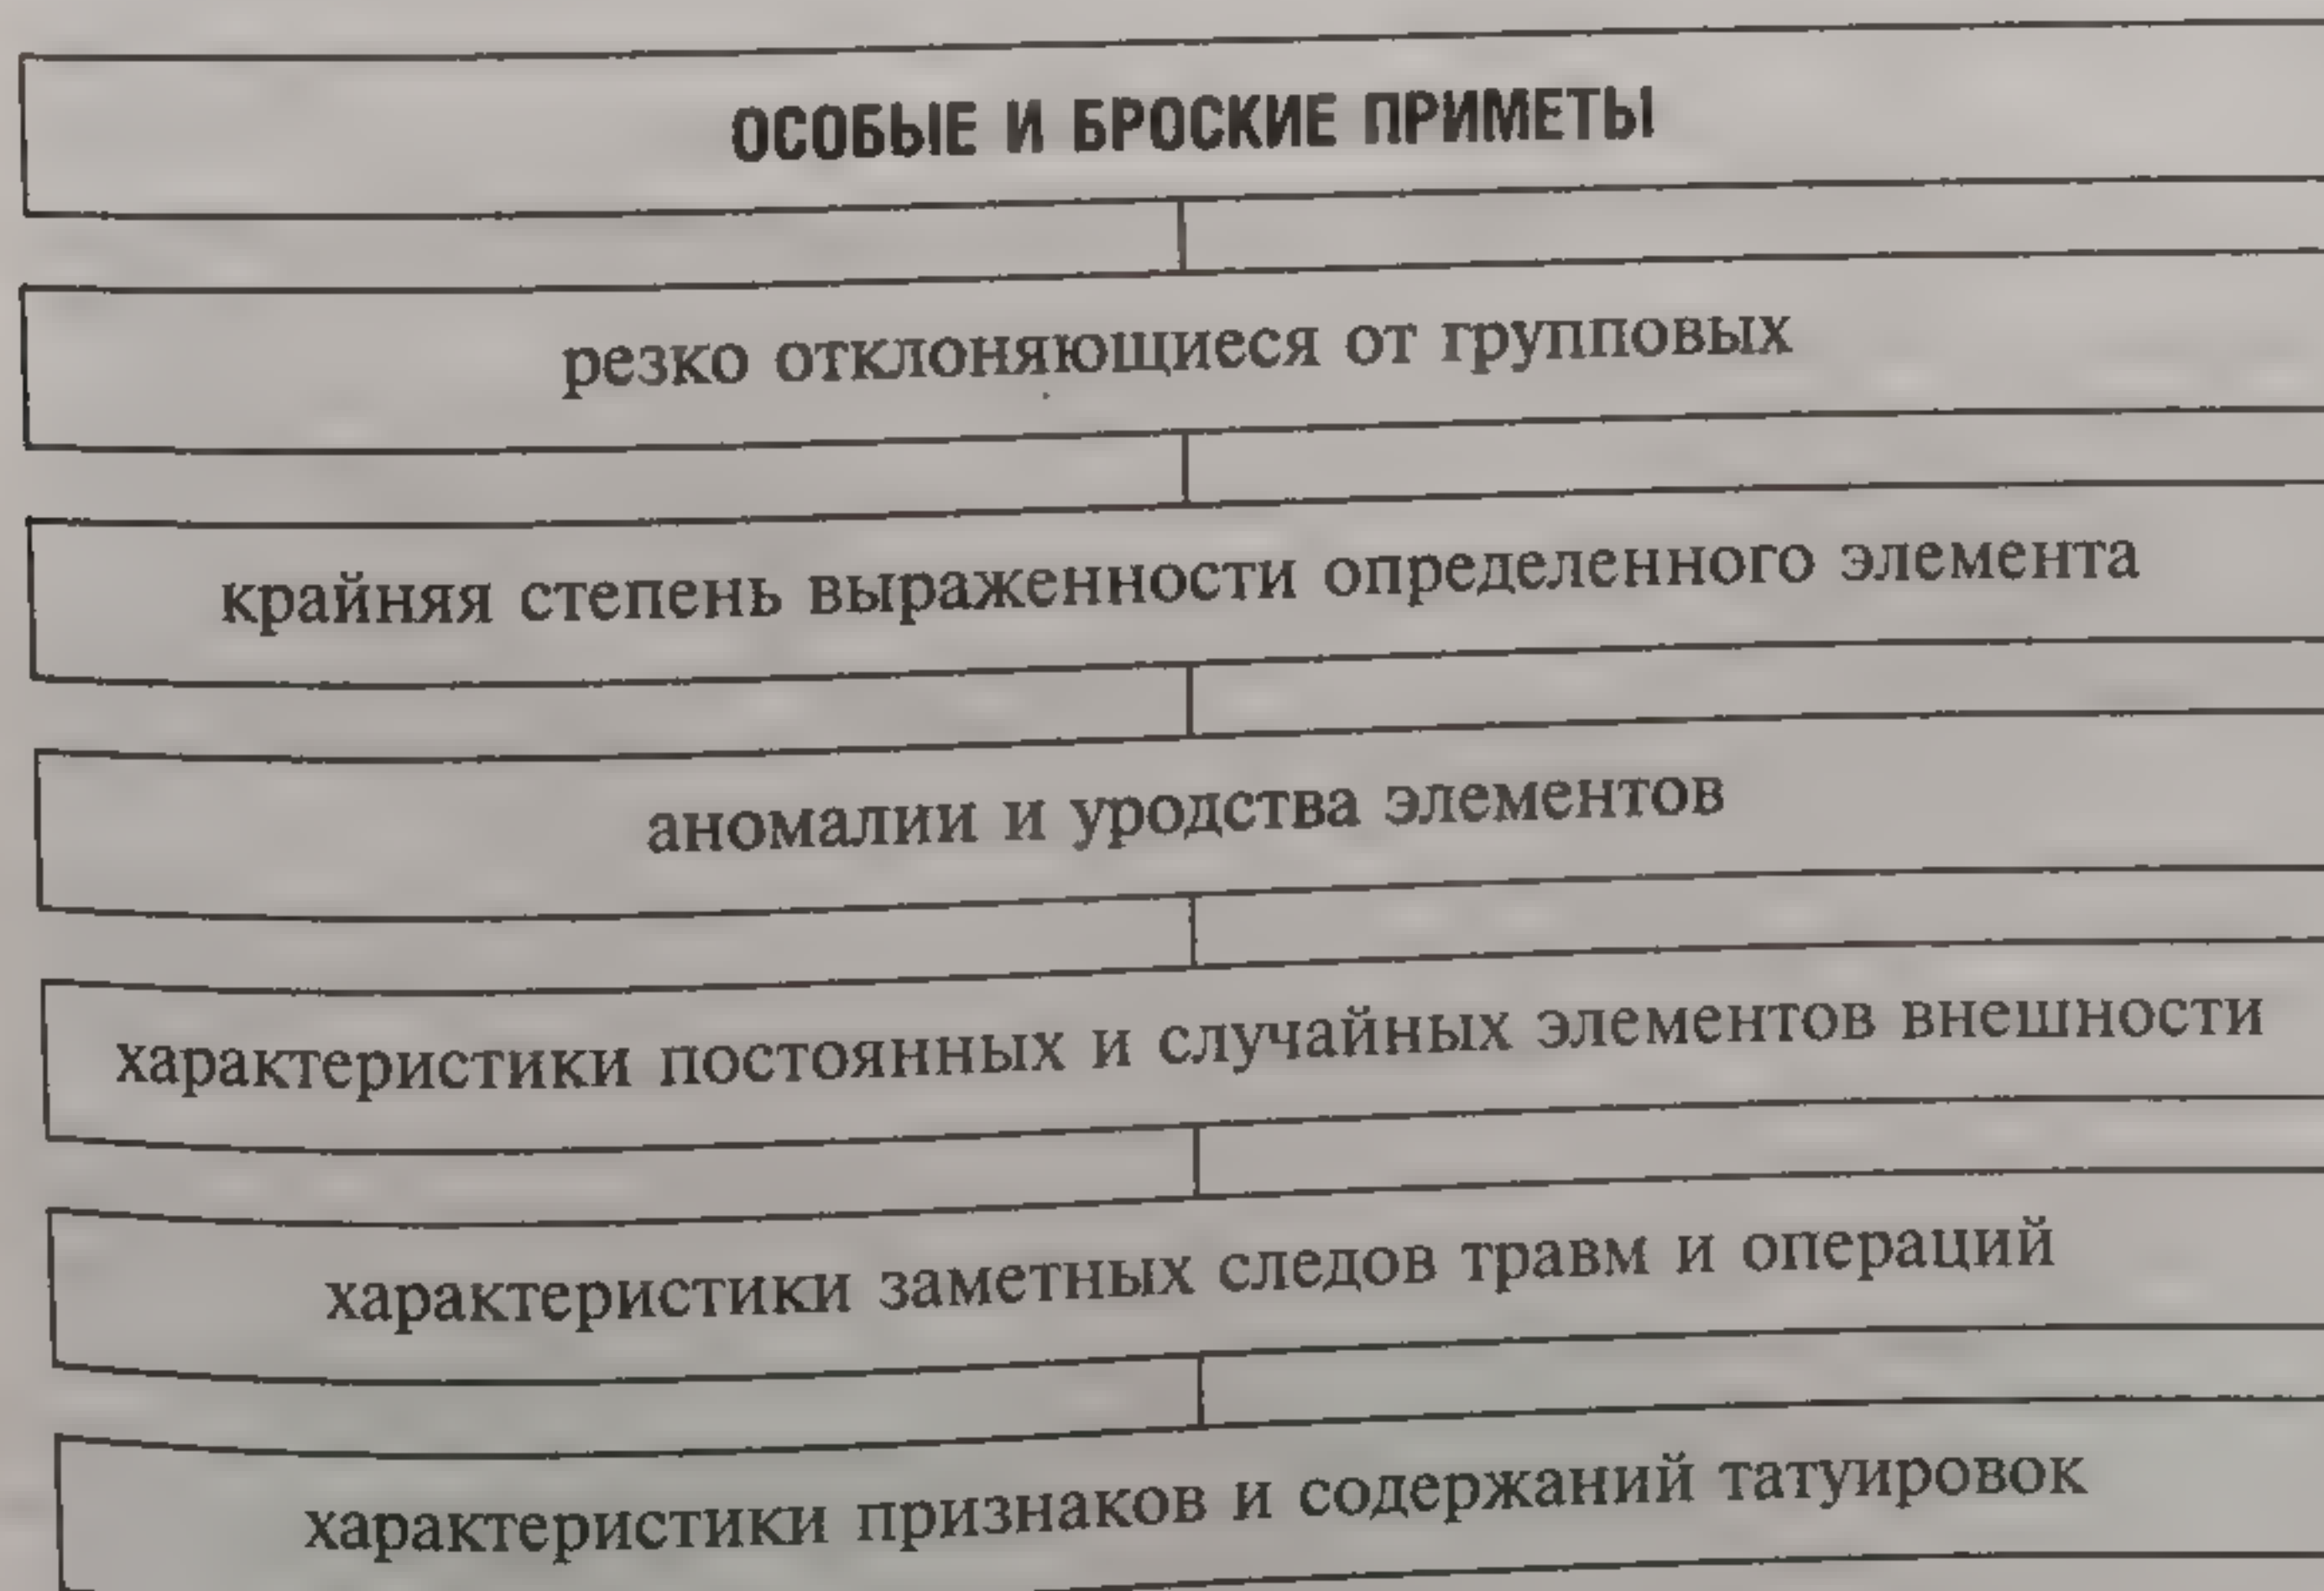 ОСОБЫЕ И БРОСКИЕ ПРИМЕТЫ
резко отклоняющиеся от групповых
крайняя степень выраженности определенного элемента
аномалии и уродства элементов
характеристики постоянных и случайных элементов внешности
характеристики заметных следов травм и операций
характеристики признаков и содержаний татуировок